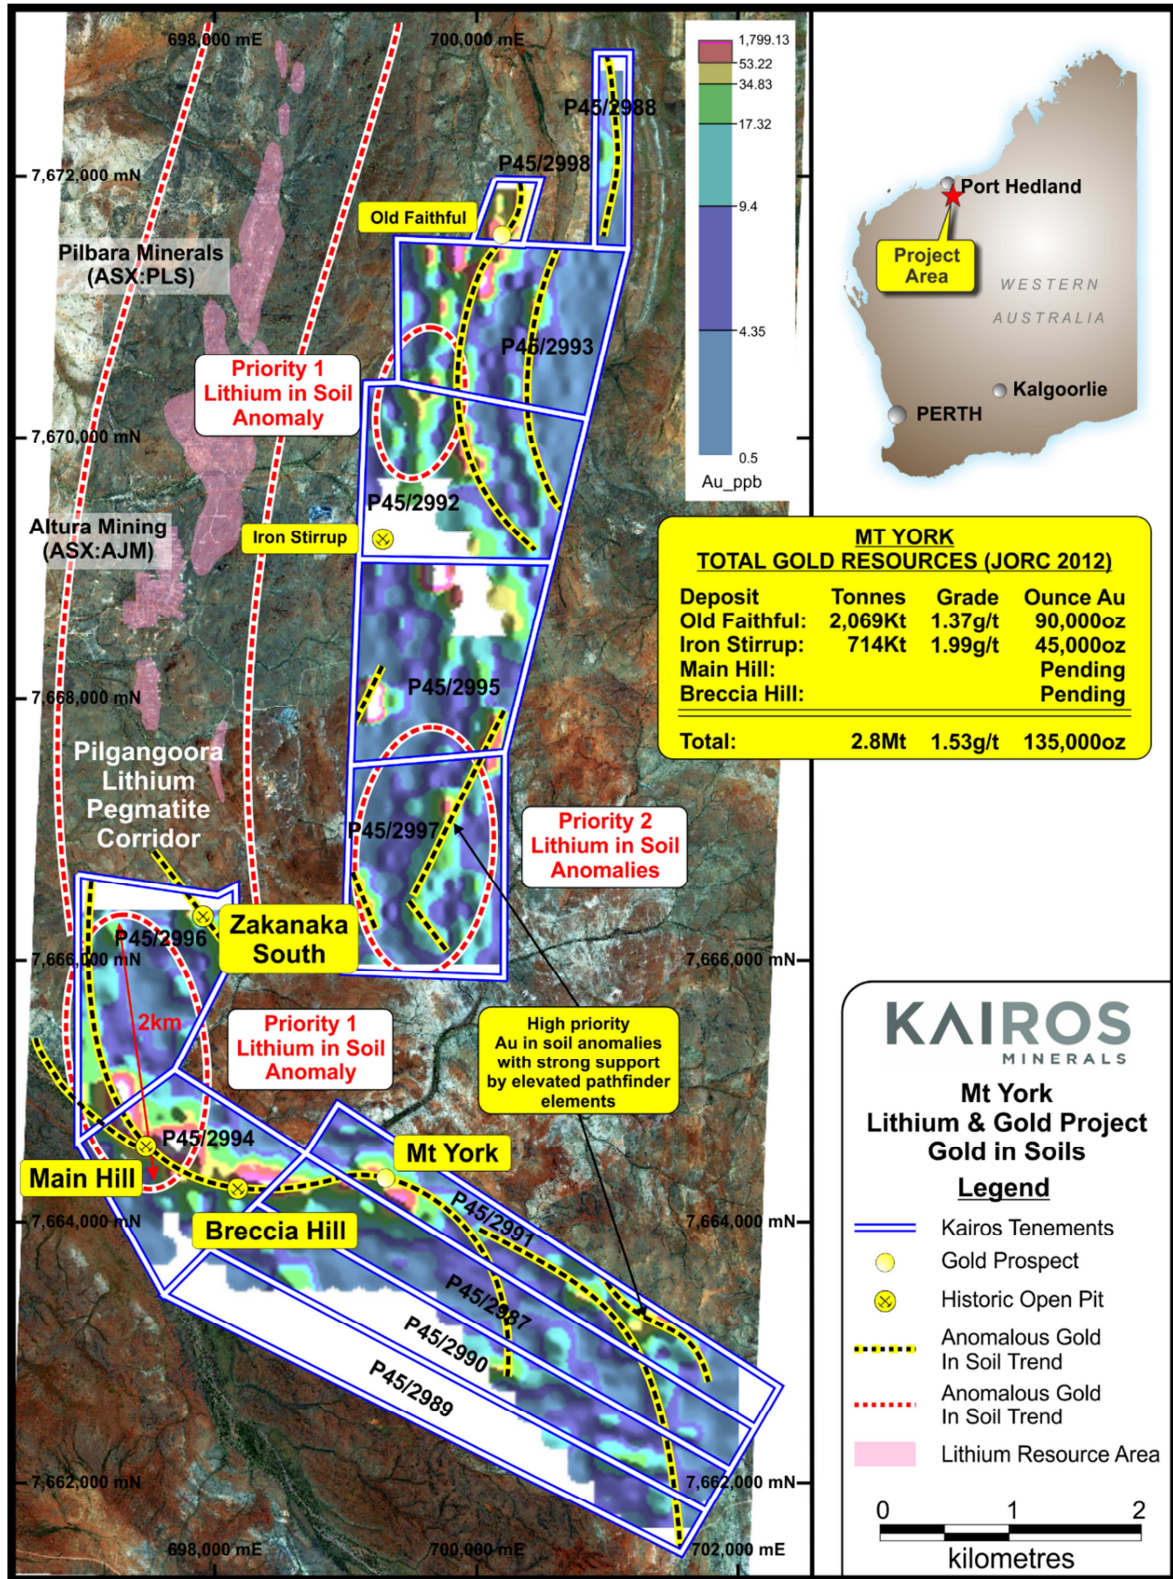 698,000 mE
700,000 mE
P45/2988
7,672,000 mN
P45/2998
Old Faithful
Pilbara Minerals
(ASX:PLS)
P45/2993
Priority 1
Lithium in Soil
Anomaly
7,670,000 mN
P45/2992
Altura Mining
(ASX:AJM)
Iron Stirrup
P45/2995
7,668,000 mN
Pilgangoora
Lithium
Pegmatite
Corridor
P45/2997
Priority 2
Lithium in Soil
Anomalies
Zakanaka
South
P45/2996
7,666,000 mN
7,666,000 mN
2km
Priority 1
Lithium in Soil
Anomaly
High priority
Au in soil anomalies
with strong support
by elevated pathfinder
elements
P45/2994
Mt York
Main Hill
Breccia Hill
P45/2991
7,664,000 mN
7,664,000 mN
P45/2987
P45/2990
P45/2989
7,662,000 mN
7,662,000 mN
698,000 mE
700,000 mE
702,000 mE
1,799.13
53.22
34.83
17.32
9.4
4.35
0.5
Au_ppb
Port Hedland
Project
Area
WESTERN
AUSTRALIA
Kalgoorlie
PERTH
MT YORK
TOTAL GOLD RESOURCES (JORC 2012)
Deposit Tonnes Grade Ounce Au
Old Faithful: 2,069Kt 1.37g/t 90,000oz
Iron Stirrup: 714Kt 1.99g/t 45,000oz
Main Hill: Pending
Breccia Hill: Pending
Total: 2.8Mt 1.53g/t 135,000oz
KAIROS
MINERALS
Mt York
Lithium & Gold Project
Gold in Soils
Legend
Kairos Tenements
Gold Prospect
Historic Open Pit
Anomalous Gold
In Soil Trend
Anomalous Gold
In Soil Trend
Lithium Resource Area
0 1 2
kilometres